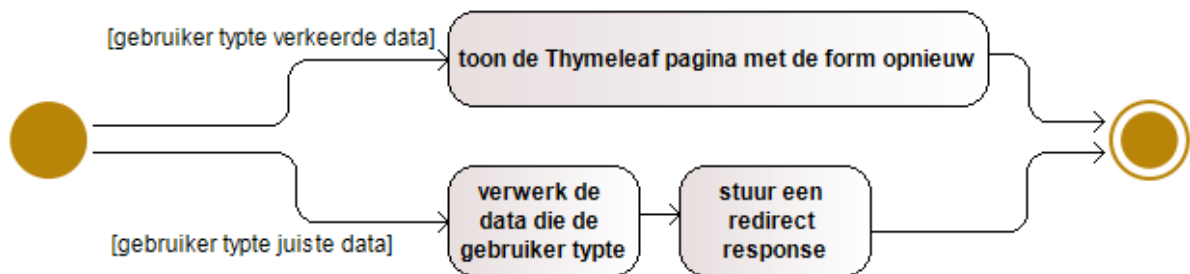 [gebruiker typte verkeerde data]
toon de Thymeleaf pagina met de form opnieuw
verwerk de
data die de
gebruiker typte
stuur een
redirect
response
[gebruiker typte juiste data]